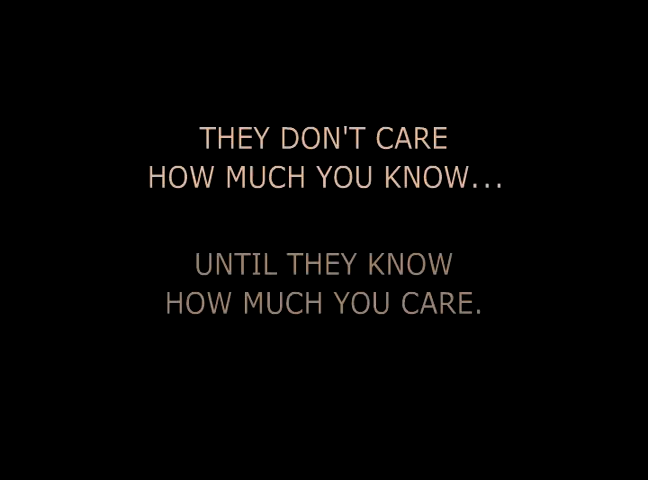 THEY DON'T CARE
HOW MUCH YOU KNOW...
UNTIL THEY KNOW
HOW MUCH YOU CARE.